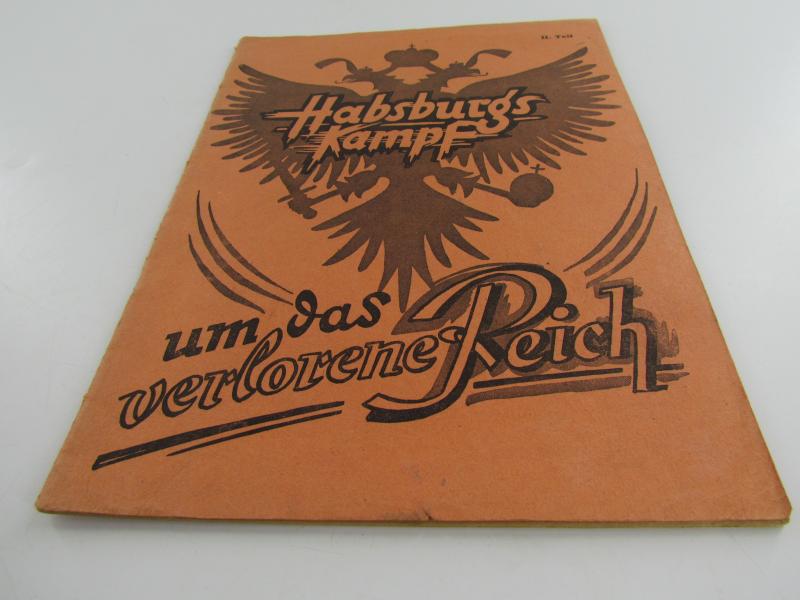 II. Teil
Habsburgs
Kampf
um das
verlorene Reich